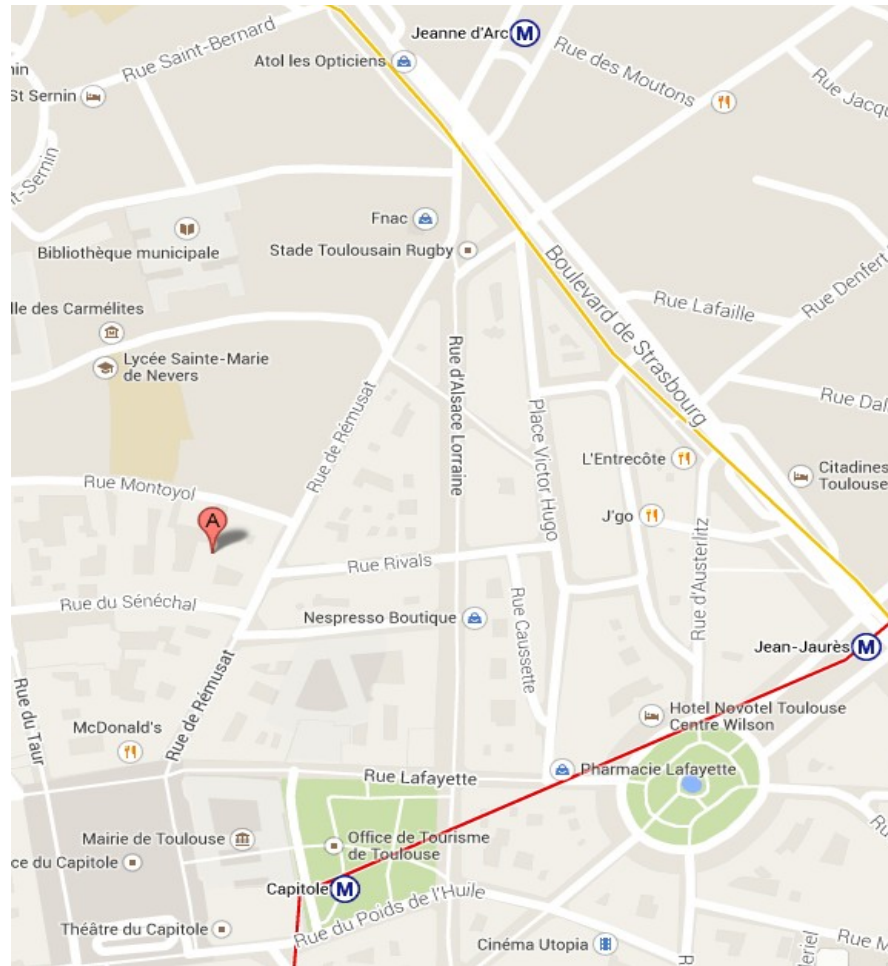 Jeanne d'Arc
M
Rue Saint-Bernard
Atol les Opticiens
Rue des Moutons
Rue Jacqu
nin
St Sernin
t-Sernin
Fnac
Bibliothèque municipale
Stade Toulousain Rugby
Boulevard de Strasbourg
Rue Denfert
Rue Lafaille
lle des Carmélites
Lycée Sainte-Marie
de Nevers
Rue d'Alsace Lorraine
Rue de Rémusat
Place Victor Hugo
Rue Dal
L'Entrecôte
Citadines
Toulouse
Rue Montoyol
J'go
A
Rue d'Austerlitz
Rue Rivals
Rue du Sénéchal
Nespresso Boutique
Rue Caussette
Jean-Jaurès
M
Rue du Taur
Rue de Rémusat
McDonald's
Hotel Novotel Toulouse
Centre Wilson
Rue Lafayette
Pharmacie Lafayette
Ru
Mairie de Toulouse
Office de Tourisme
de Toulouse
ce du Capitole
Capitole
M
Rue du Poids de l'Huile
Théâtre du Capitole
Cinéma Utopia
R
Rue M
eriel